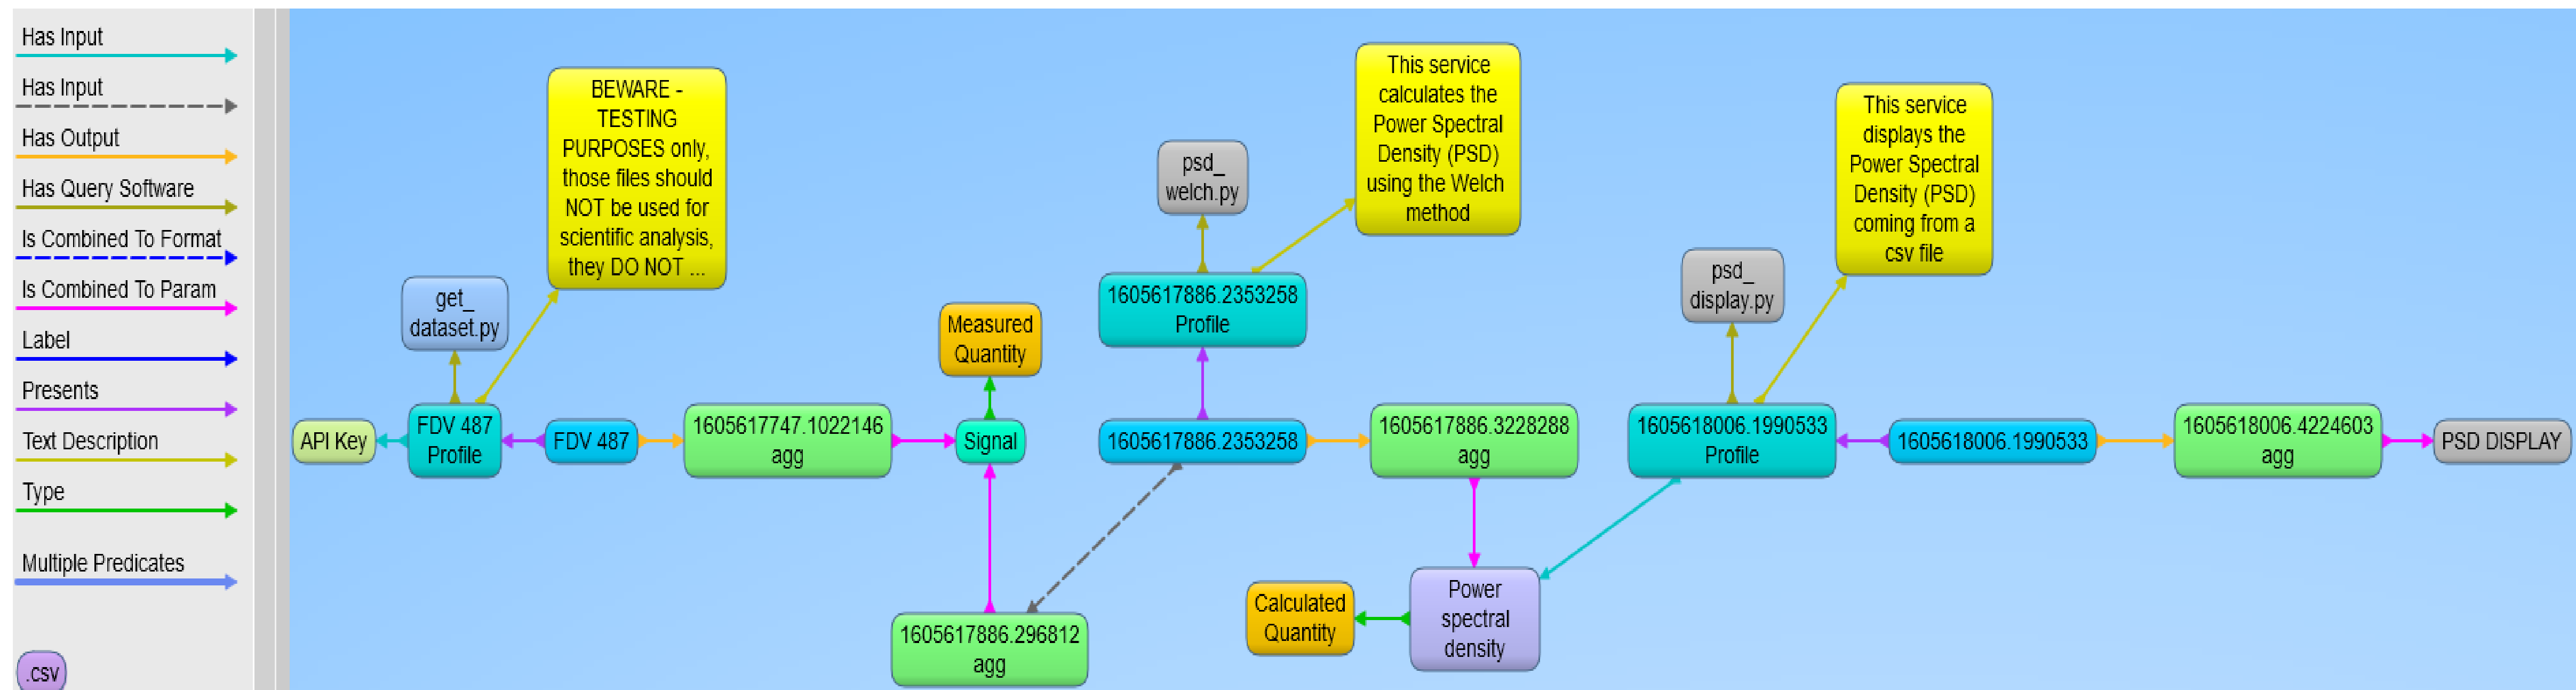 Has Input
Has Input
Has Output
Has Query Software
Is Combined To Format
Is Combined To Param
Label
Presents
Text Description
Type
Multiple Predicates
.csv
API Key
get_
dataset.py
FDV 487
Profile
BEWARE -
TESTING
PURPOSES only,
those files should
NOT be used for
scientific analysis,
they DO NOT ...
FDV 487
1605617747.1022146
agg
Measured
Quantity
Signal
1605617886.296812
agg
psd_
welch.py
This service
calculates the
Power Spectral
Density (PSD)
using the Welch
method
1605617886.2353258
Profile
1605617886.2353258
1605617886.3228288
agg
Calculated
Quantity
Power
spectral
density
psd_
display.py
This service
displays the
Power Spectral
Density (PSD)
coming from a
csv file
1605618006.1990533
Profile
1605618006.1990533
1605618006.4224603
agg
PSD DISPLAY